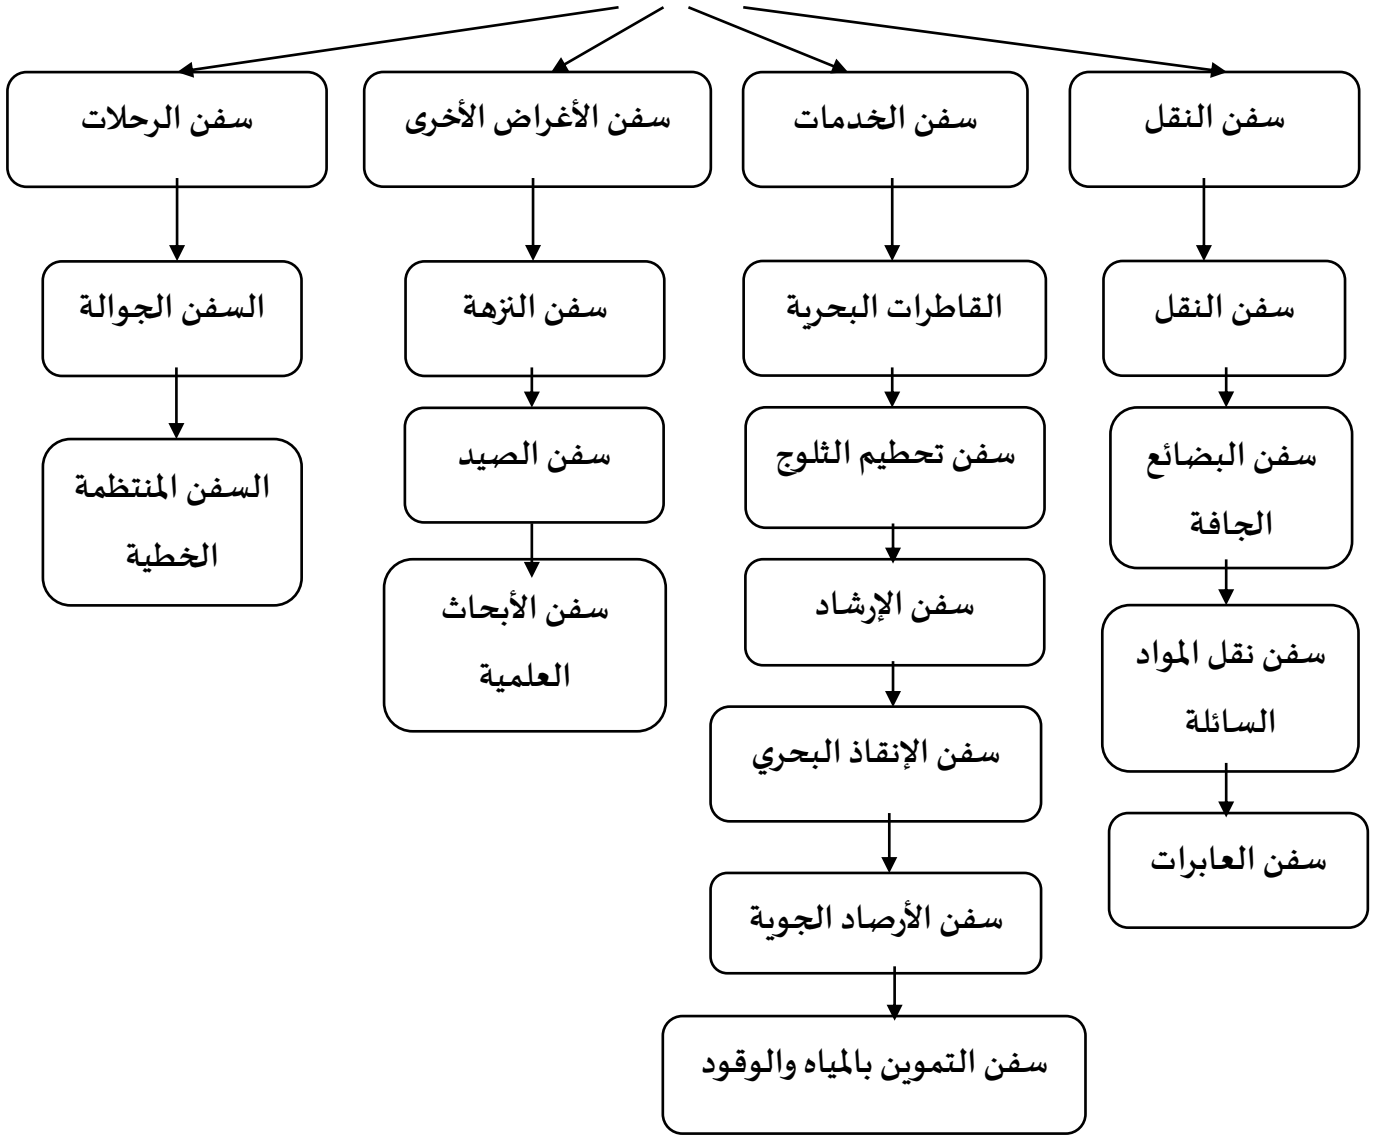 سفن النقل
سفن الخدمات
سفن الأغراض الأخرى
سفن الرحلات
سفن النقل
القاطرات البحرية
سفن النزهة
السفن الجوالة
سفن البضائع
الجافة
سفن تحطيم الثلوج
سفن الصيد
السفن المنتظمة
الخطية
سفن نقل المواد
السائلة
سفن الإرشاد
سفن الأبحاث
العلمية
سفن العابرات
سفن الإنقاذ البحري
سفن الأرصاد الجوية
سفن التموين بالمياه والوقود